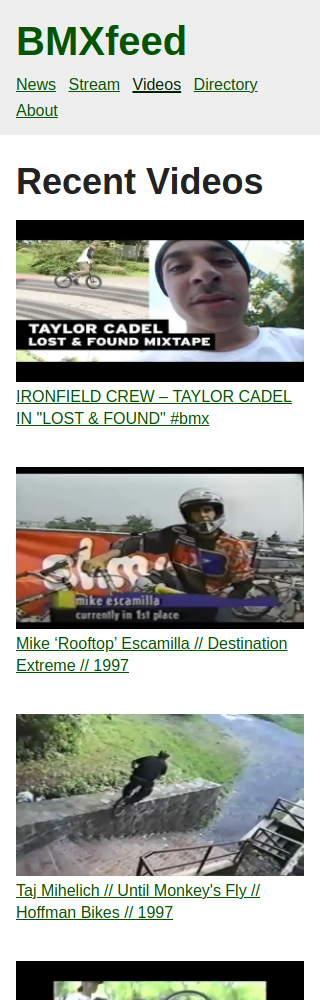 BMXfeed
News Stream Videos Directory
About
Recent Videos
TAYLOR CADEL
LOST & FOUND MIXTAPE
IRONFIELD CREW – TAYLOR CADEL
IN "LOST & FOUND" #bmx
mike escamilla
currently in 1st place
Mike ‘Rooftop’ Escamilla // Destination
Extreme // 1997
Taj Mihelich // Until Monkey's Fly //
Hoffman Bikes // 1997